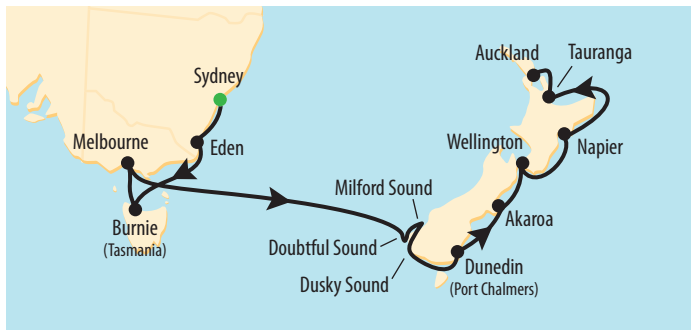 Auckland
Tauranga
Sydney
Melbourne
Eden
Wellington
Napier
Milford Sound
Akaroa
Burnie
(Tasmania)
Doubtful Sound
Dusky Sound
Dunedin
(Port Chalmers)